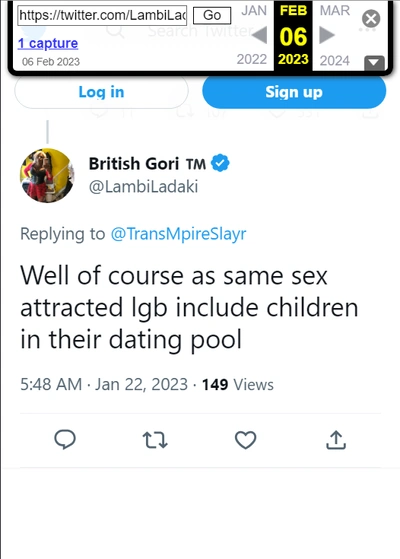 https://twitter.com/LambiLad
Go
JAN
FEB
MAR
1 capture
06
06 Feb 2023
2022
2023
2024
Search Twitter
Log in
Sign up
British Gori TM
@LambiLadaki
Replying to @TransMpireSlayr
Well of course as same sex
attracted lgb include children
in their dating pool
5:48 AM · Jan 22, 2023 · 149 Views